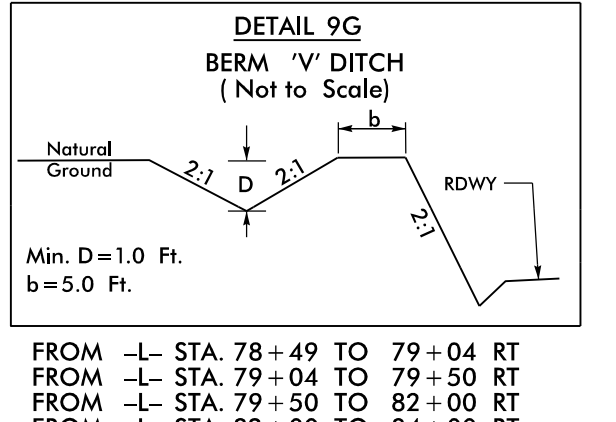 DETAIL 9G
BERM 'V' DITCH
( Not to Scale)
b
Natural
Ground
2:1
D
2:1
RDWY
2:1
Min. D=1.0 Ft.
b=5.0 Ft.
FROM -L- STA. 78+49 TO 79+04 RT
FROM -L- STA. 79+04 TO 79+50 RT
FROM -L- STA. 79+50 TO 82+00 RT
FROM -L- STA.